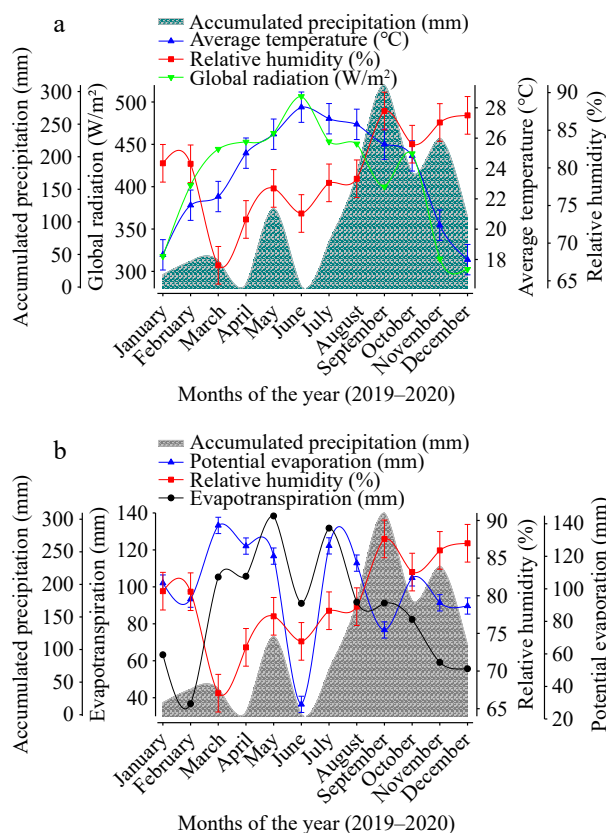 a
Accumulated precipitation (mm)
Average temperature (°C)
Relative humidity (%)
Global radiation (W/m²)
Accumulated precipitation (mm)
300
250
200
150
100
50
0
Global radiation (W/m²)
500
450
400
350
300
28
26
24
22
20
18
Average temperature (°C)
90
85
80
75
70
65
Relative humidity (%)
January
February
March
April
May
June
July
August
September
October
November
December
Months of the year (2019–2020)
b
Accumulated precipitation (mm)
Potential evaporation (mm)
Relative humidity (%)
Evapotranspiration (mm)
Accumulated precipitation (mm)
300
250
200
150
100
50
0
Evapotranspiration (mm)
140
120
100
80
60
40
90
85
80
75
70
65
Relative humidity (%)
140
120
100
80
60
40
20
Potential evaporation (mm)
January
February
March
April
May
June
July
August
September
October
November
December
Months of the year (2019–2020)